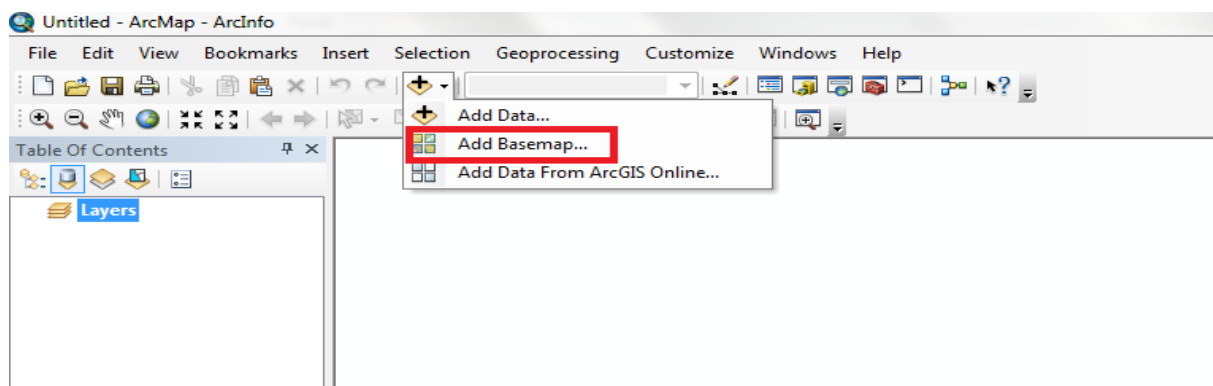 Untitled - ArcMap - ArcInfo
File Edit View Bookmarks Insert Selection Geoprocessing Customize Windows Help
Add Data...
Table Of Contents
Add Basemap...
Add Data From ArcGIS Online...
Layers